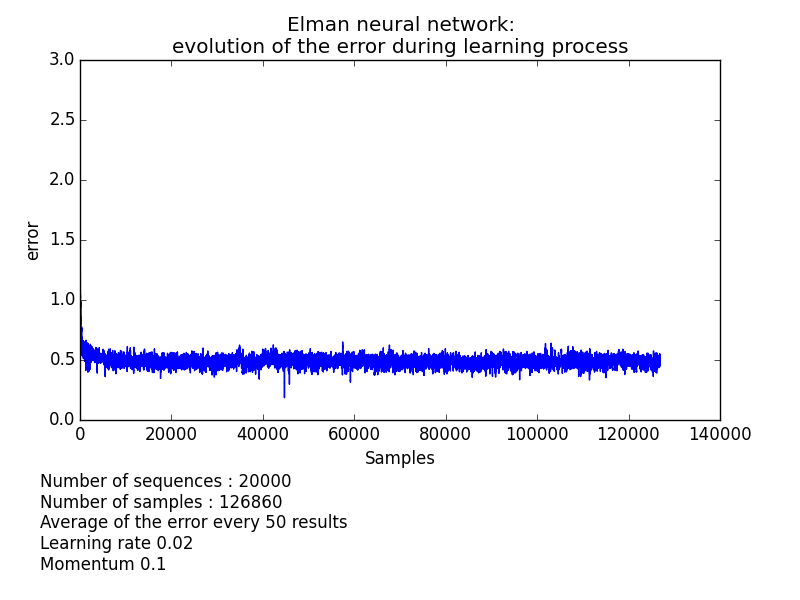 Elman neural network:
evolution of the error during learning process
3.0
2.5
2.0
1.5
1.0
0.5
0.0
error
0 20000 40000 60000 80000 100000 120000 140000
Samples
Number of sequences : 20000
Number of samples : 126860
Average of the error every 50 results
Learning rate 0.02
Momentum 0.1